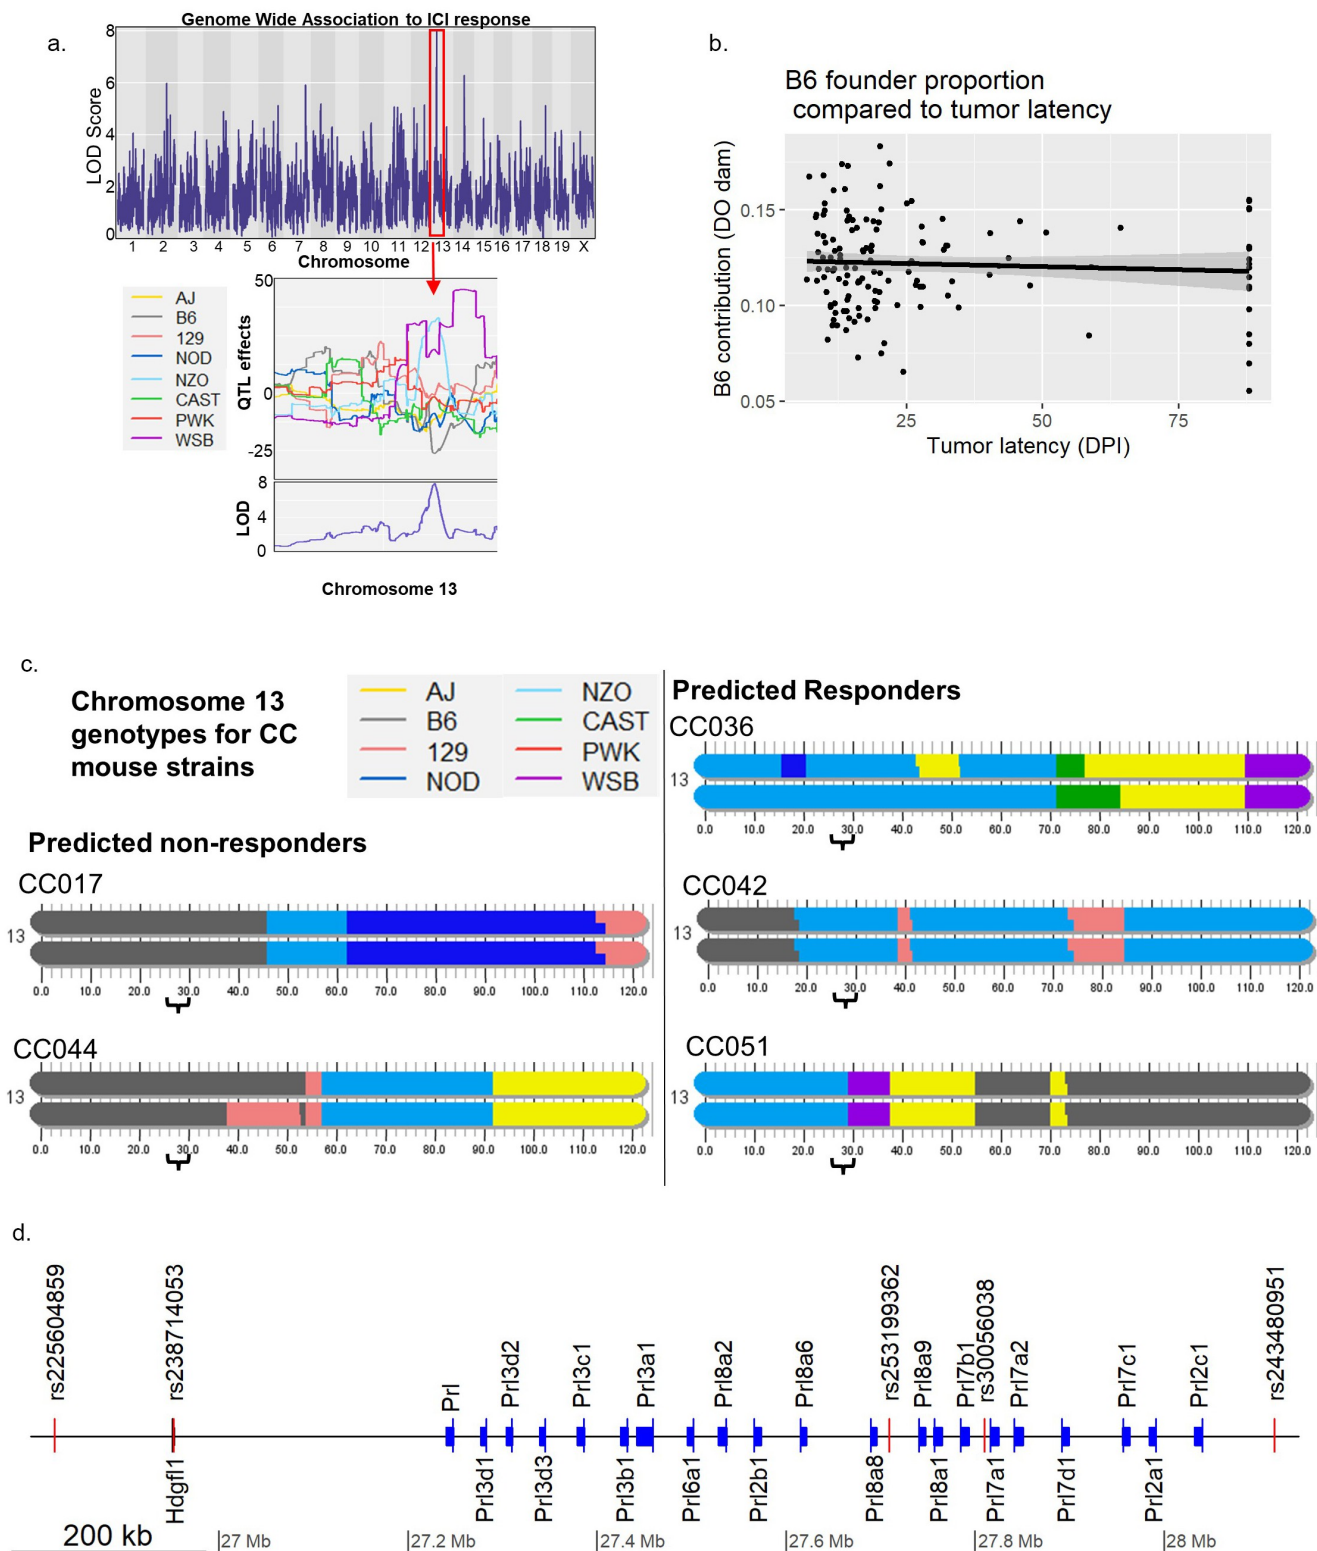 a.
Genome Wide Association to ICI response
LOD Score
8
6
4
2
0
1 2 3 4 5 6 7 8 9 10 11 12 13 14 15 16 17 18 19 X
Chromosome
AJ
B6
129
NOD
NZO
CAST
PWK
WSB
QTL effects
50
25
0
-25
LOD
8
4
0
Chromosome 13
b.
B6 founder proportion
compared to tumor latency
B6 contribution (DO dam)
0.15
0.10
0.05
25 50 75
Tumor latency (DPI)
c.
Chromosome 13
genotypes for CC
mouse strains
AJ NZO
B6 CAST
129 PWK
NOD WSB
Predicted non-responders
CC017
13
0.0 10.0 20.0 30.0 40.0 50.0 60.0 70.0 80.0 90.0 100.0 110.0 120.0
CC044
13
0.0 10.0 20.0 30.0 40.0 50.0 60.0 70.0 80.0 90.0 100.0 110.0 120.0
Predicted Responders
CC036
13
0.0 10.0 20.0 30.0 40.0 50.0 60.0 70.0 80.0 90.0 100.0 110.0 120.0
CC042
13
0.0 10.0 20.0 30.0 40.0 50.0 60.0 70.0 80.0 90.0 100.0 110.0 120.0
CC051
13
0.0 10.0 20.0 30.0 40.0 50.0 60.0 70.0 80.0 90.0 100.0 110.0 120.0
d.
rs225604859
rs238714053
Prl
Prl3d2
Prl3c1
Prl3a1
Prl8a2
Prl8a6
rs253199362
Prl8a9
Prl7b1
rs30056038
Prl7a2
Prl7c1
Prl2c1
rs243480951
Hdgfl1
Prl3d1
Prl3d3
Prl3b1
Prl6a1
Prl2b1
Prl8a8
Prl8a1
Prl7a1
Prl7d1
Prl2a1
200 kb
27 Mb 27.2 Mb 27.4 Mb 27.6 Mb 27.8 Mb 28 Mb